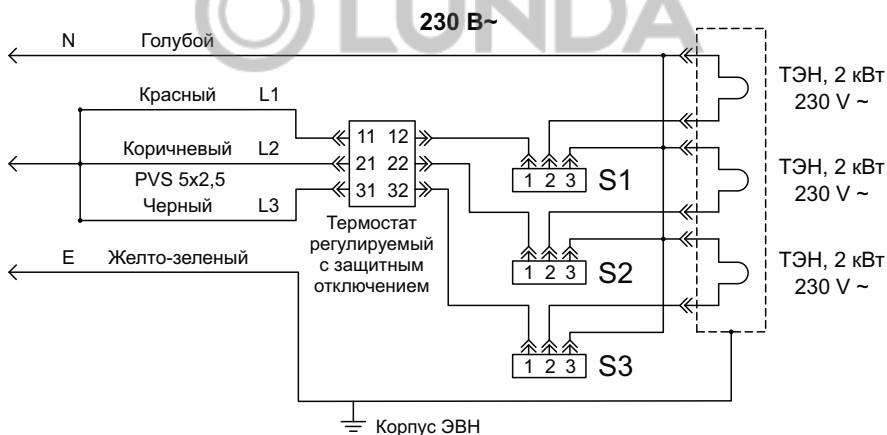 LUNDA
230 В~
N Голубой
Красный L1
Коричневый L2
PVS 5x2,5
Черный L3
E Желто-зеленый
11 12
21 22
31 32
Термостат
регулируемый
с защитным
отключением
1 2 3 S1
1 2 3 S2
1 2 3 S3
ТЭН, 2 кВт
230 V ~
ТЭН, 2 кВт
230 V ~
ТЭН, 2 кВт
230 V ~
Корпус ЭВН